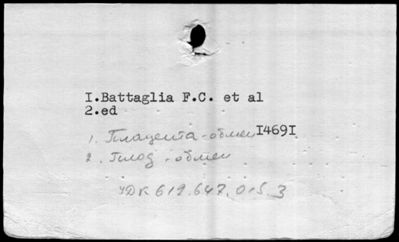 I.Battaglia F.C. et al
2.ed
1. Плацента - обмен I469I
2. Плод - обмен
УДК 612.647.015.3